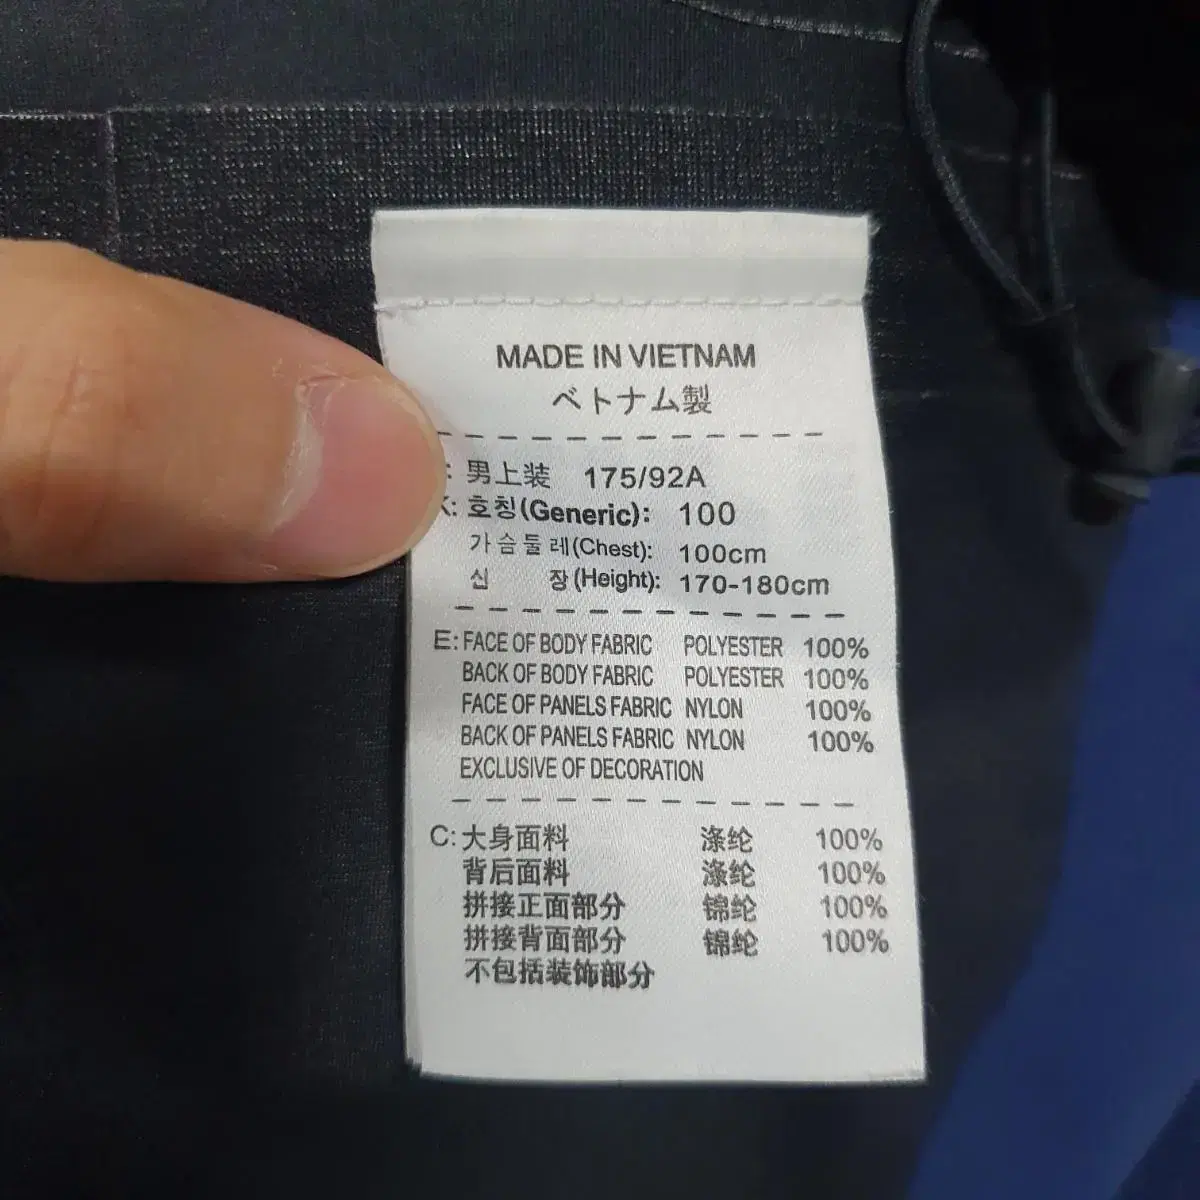 MADE IN VIETNAM
ベトナム製
: 男上装 175/92A
K: 호칭(Generic): 100
가슴둘레(Chest): 100cm
신 장(Height): 170-180cm
E: FACE OF BODY FABRIC POLYESTER 100%
BACK OF BODY FABRIC POLYESTER 100%
FACE OF PANELS FABRIC NYLON 100%
BACK OF PANELS FABRIC NYLON 100%
EXCLUSIVE OF DECORATION
C: 大身面料 涤纶 100%
背后面料 涤纶 100%
拼接正面部分 锦纶 100%
拼接背面部分 锦纶 100%
不包括装饰部分